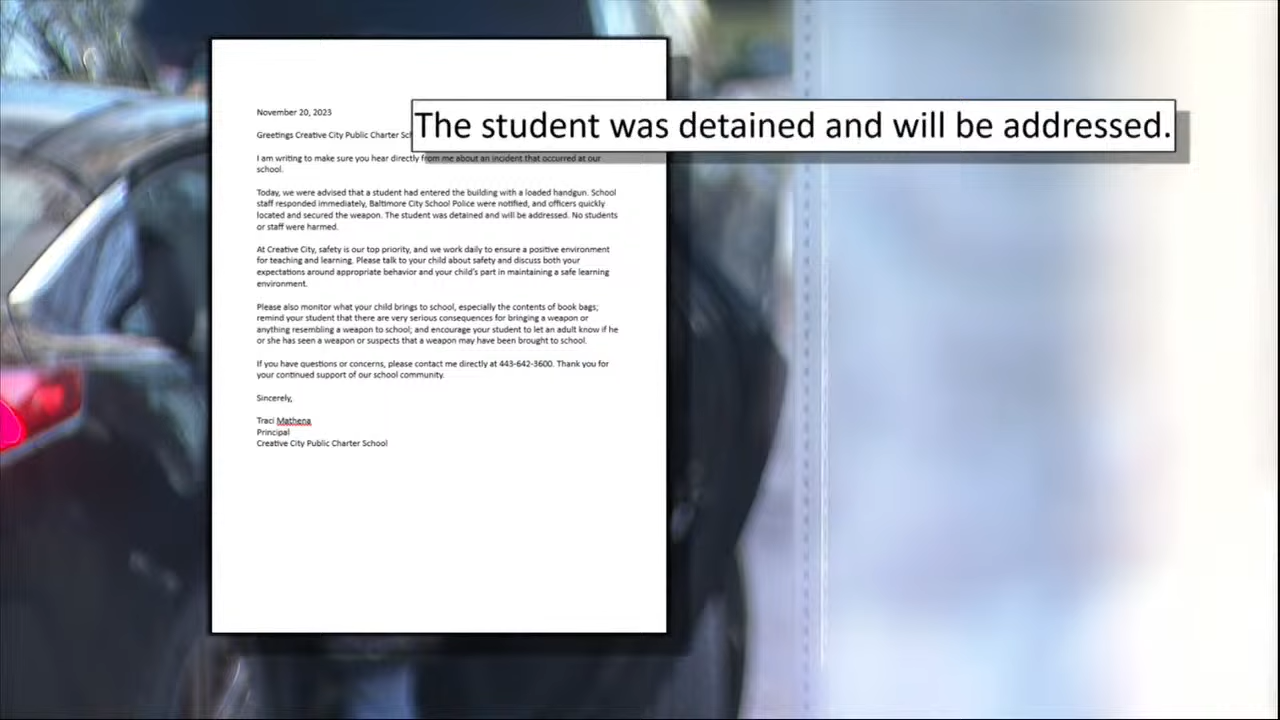 November 20, 2023
Greetings Creative City Public Charter
The student was detained and will be addressed.
I am writing to make sure you hear directly from me about an incident that occurred at our
school.
Today, we were advised that a student had entered the building with a loaded handgun. School
staff responded immediately, Baltimore City School Police were notified, and officers quickly
located and secured the weapon. The student was detained and will be addressed. No students
or staff were harmed.
At Creative City, safety is our top priority, and we work daily to ensure a positive environment
for teaching and learning. Please talk to your child about safety and discuss both your
expectations around appropriate behavior and your child's part in maintaining a safe learning
environment.
Please also monitor what your child brings to school, especially the contents of book bags;
remind your student that there are very serious consequences for bringing a weapon or
anything resembling a weapon to school; and encourage your student to let an adult know if he
or she has seen a weapon or suspects that a weapon may have been brought to school.
If you have questions or concerns, please contact me directly at 443-642-3600. Thank you for
your continued support of our school community.
Sincerely,
Traci Mathena
Principal
Creative City Public Charter School